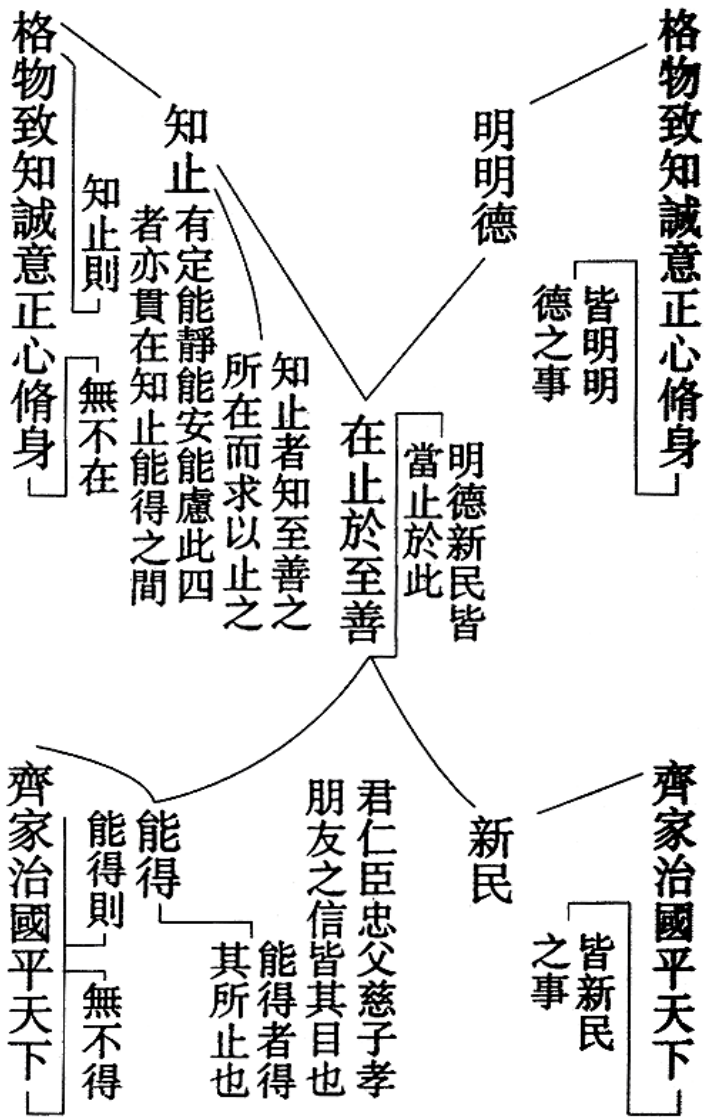 格物致知誠意正心脩身
皆明明
德之事
明明德
明德新民皆
當止於此
在止於至善
知止者知至善之
所在而求以止之
知止
有定能靜能安能慮此四
者亦貫在知止能得之間
知止則
無不在
格物致知誠意正心脩身
齊家治國平天下
皆新民
之事
新民
君仁臣忠父慈子孝
朋友之信皆其目也
能得者得
其所止也
能得
能得則
無不得
齊家治國平天下